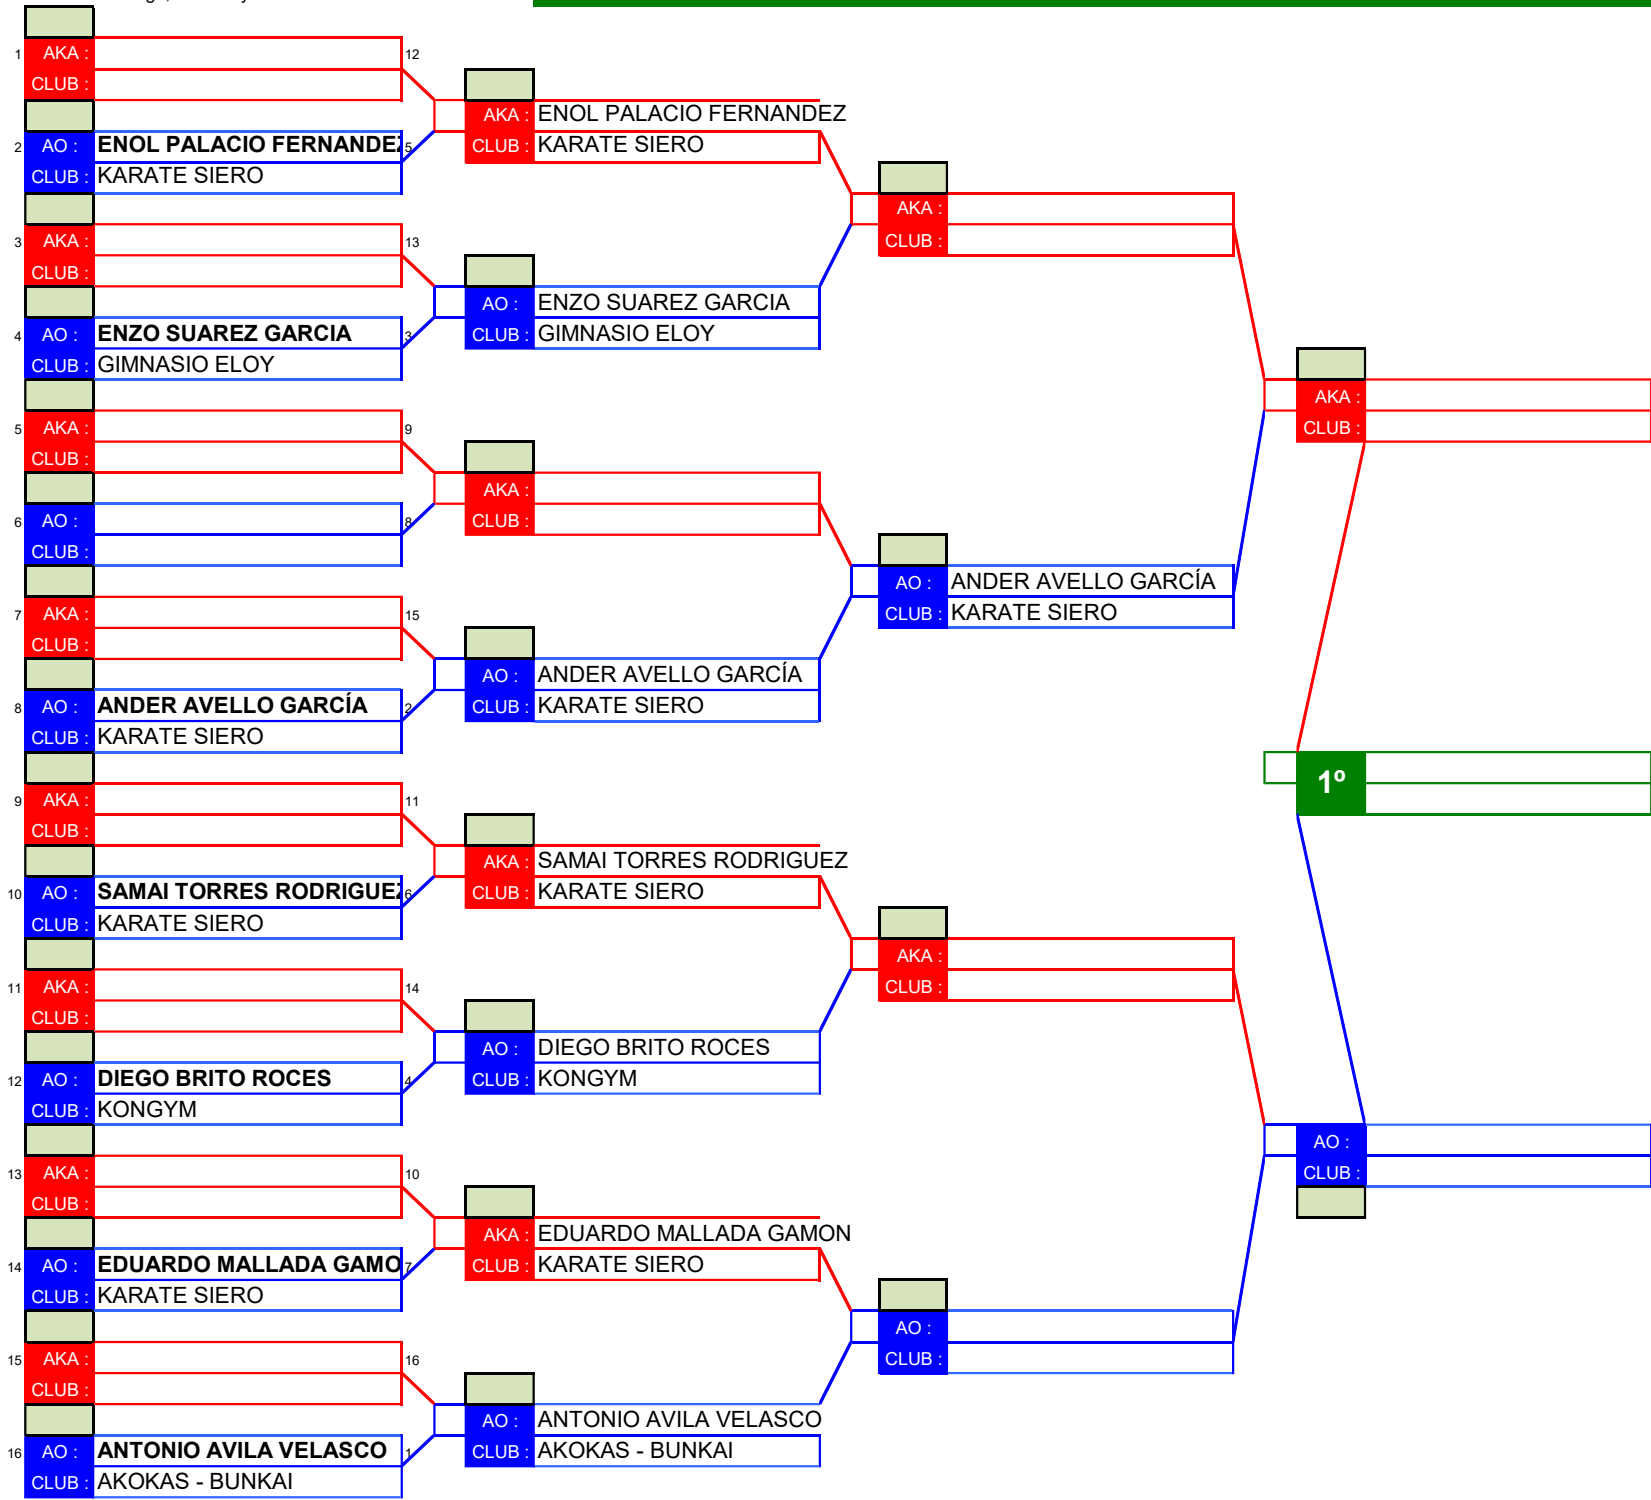 1 AKA : 12
CLUB :
2 AO : ENOL PALACIO FERNANDEZ 5
CLUB : KARATE SIERO
3 AKA : 13
CLUB :
4 AO : ENZO SUAREZ GARCIA 3
CLUB : GIMNASIO ELOY
5 AKA : 9
CLUB :
6 AO : 8
CLUB :
7 AKA : 15
CLUB :
8 AO : ANDER AVELLO GARCÍA 2
CLUB : KARATE SIERO
9 AKA : 11
CLUB :
10 AO : SAMAI TORRES RODRIGUEZ 6
CLUB : KARATE SIERO
11 AKA : 14
CLUB :
12 AO : DIEGO BRITO ROCES 4
CLUB : KONGYM
13 AKA : 10
CLUB :
14 AO : EDUARDO MALLADA GAMO 7
CLUB : KARATE SIERO
15 AKA : 16
CLUB :
16 AO : ANTONIO AVILA VELASCO 1
CLUB : AKOKAS - BUNKAI
AKA : ENOL PALACIO FERNANDEZ
CLUB : KARATE SIERO
AO : ENZO SUAREZ GARCIA
CLUB : GIMNASIO ELOY
AKA :
CLUB :
AO : ANDER AVELLO GARCÍA
CLUB : KARATE SIERO
AKA : SAMAI TORRES RODRIGUEZ
CLUB : KARATE SIERO
AO : DIEGO BRITO ROCES
CLUB : KONGYM
AKA : EDUARDO MALLADA GAMON
CLUB : KARATE SIERO
AO : ANTONIO AVILA VELASCO
CLUB : AKOKAS - BUNKAI
AKA :
CLUB :
AO : ANDER AVELLO GARCÍA
CLUB : KARATE SIERO
AKA :
CLUB :
AO :
CLUB :
AKA :
CLUB :
1º
AO :
CLUB :